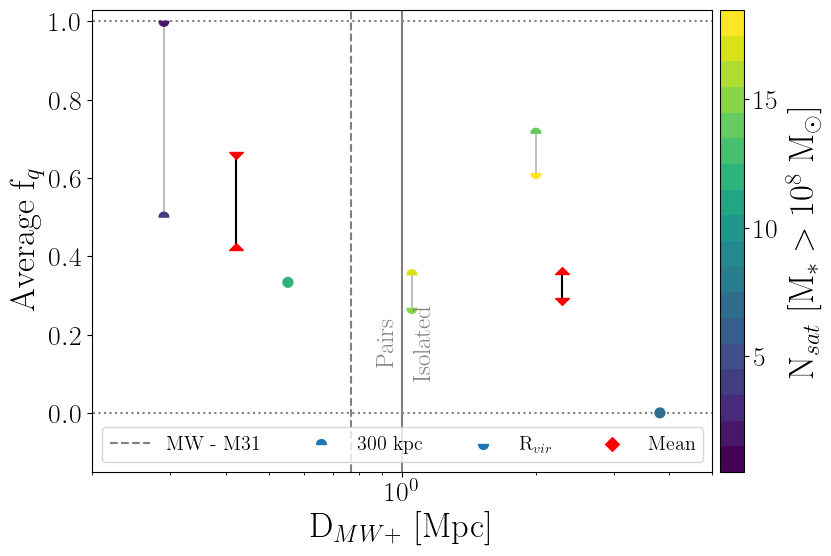 1.0
0.8
0.6
0.4
0.2
0.0
Average f_q
Pairs
Isolated
MW - M31
300 kpc
R_vir
Mean
10^0
D_MW+ [Mpc]
15
10
5
N_sat [M_* > 10^8 M_⊙]